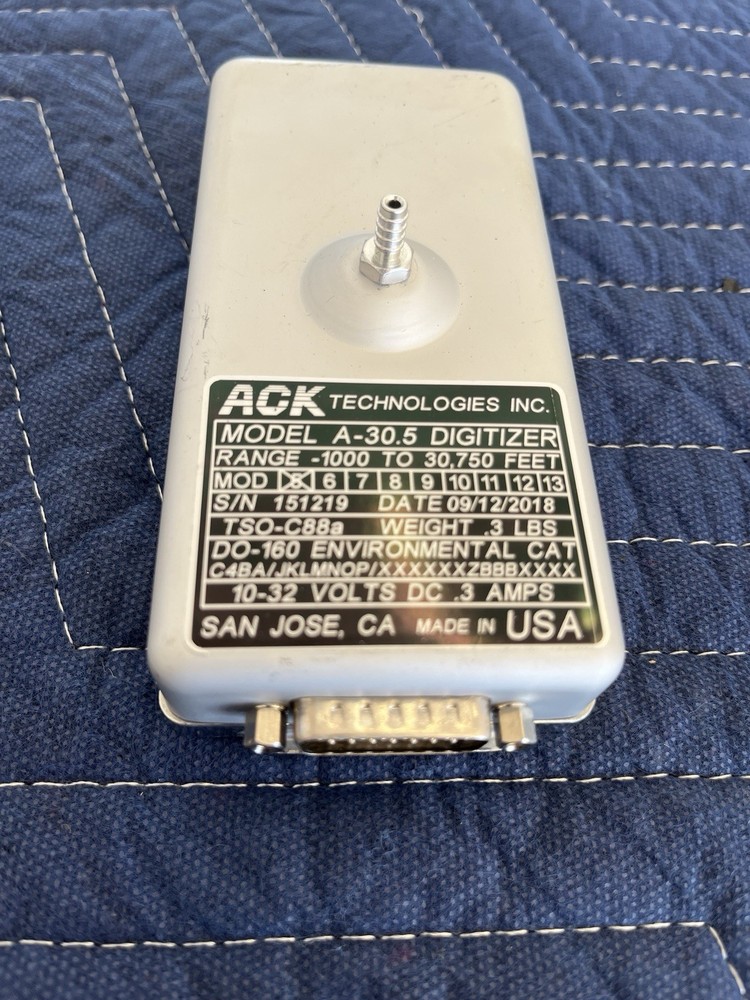 ACK TECHNOLOGIES INC.
MODEL A-30.5 DIGITIZER
RANGE -1000 TO 30,750 FEET
MOD 5 6 7 8 9 10 11 12 13
S/N 151219 DATE 09/12/2018
TSO-C88a WEIGHT .3 LBS
DO-160 ENVIRONMENTAL CAT
C4BA/JKLMNOP/XXXXXXZBBBXXXX
10-32 VOLTS DC .3 AMPS
SAN JOSE, CA MADE IN USA